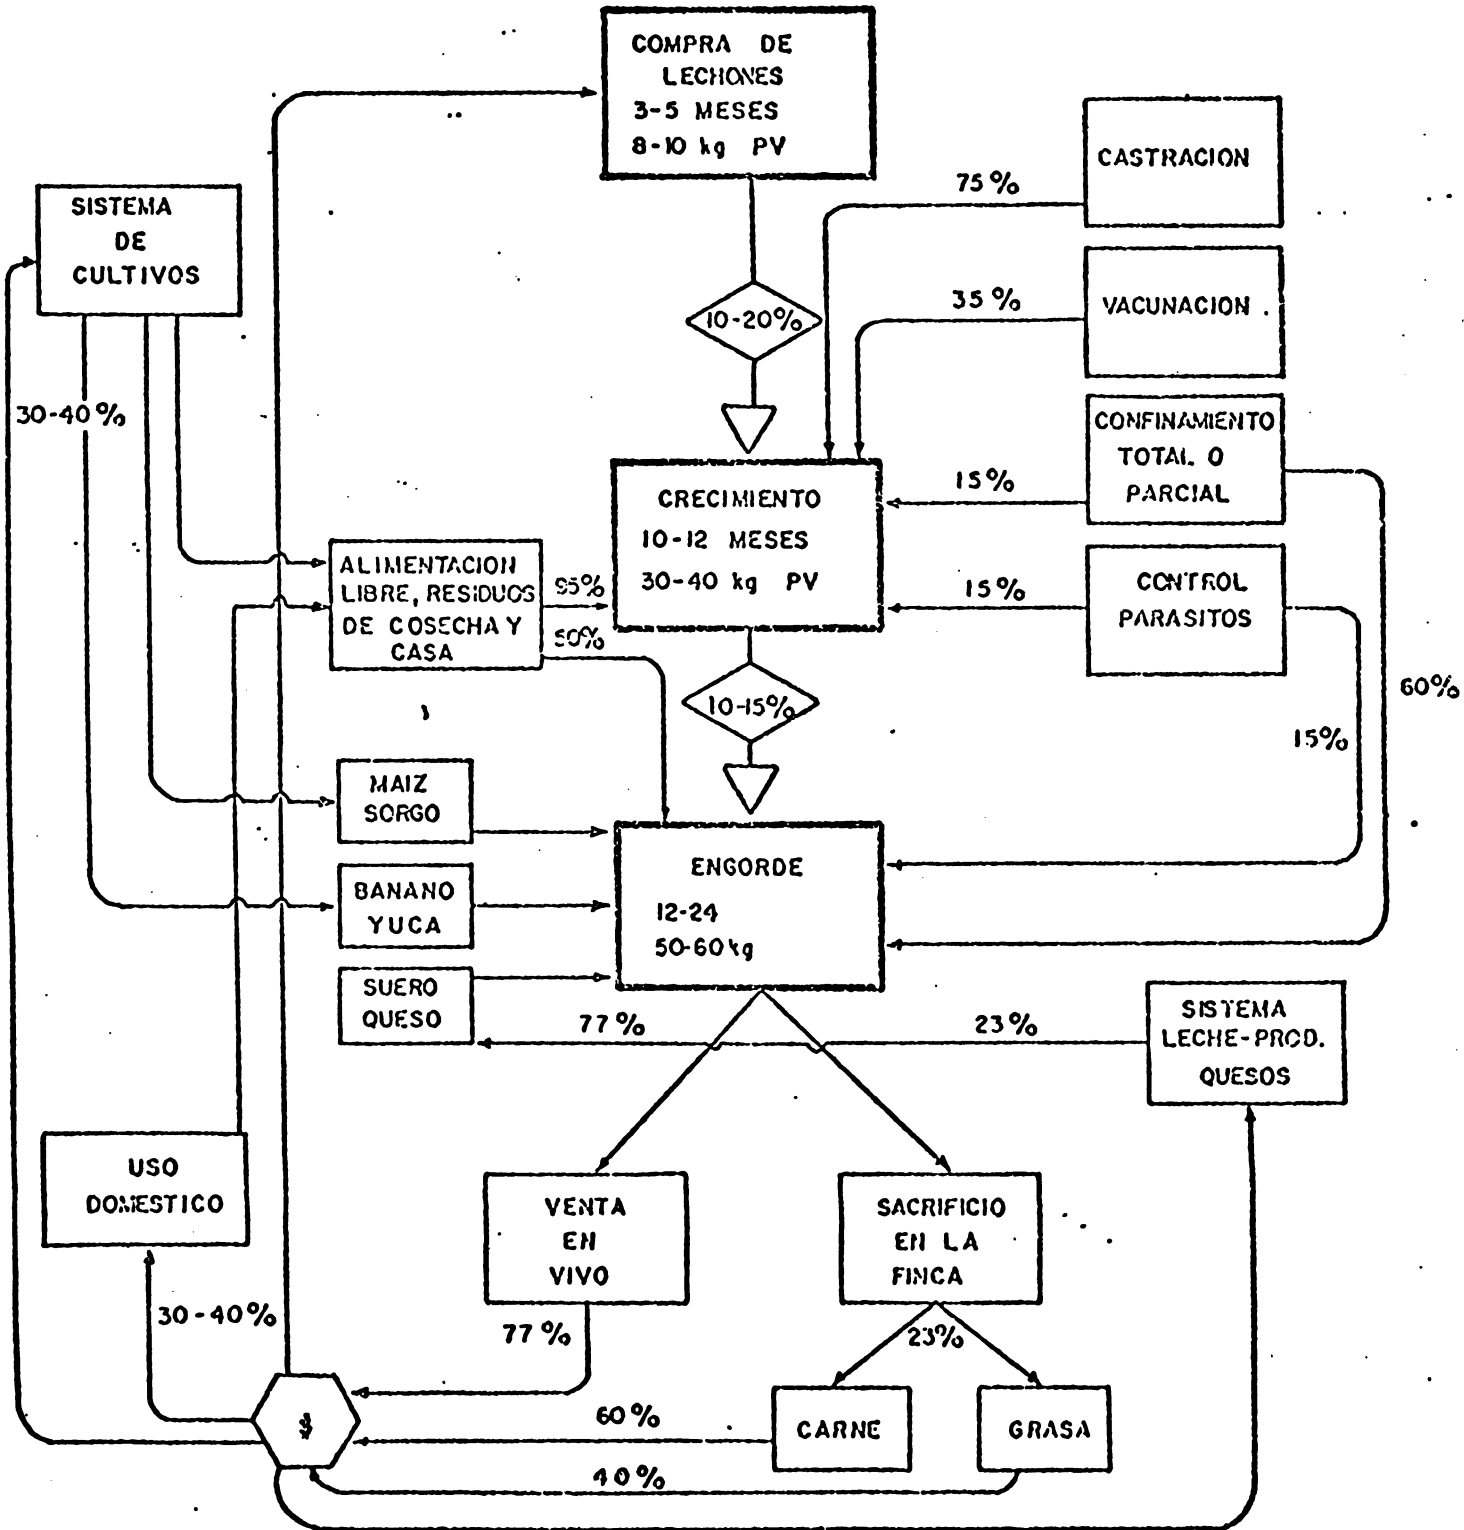 COMPRA DE
LECHONES
3-5 MESES
8-10 kg PV
CASTRACION
75%
SISTEMA
DE
CULTIVOS
VACUNACION
35%
10-20%
30-40%
CONFINAMIENTO
TOTAL O
PARCIAL
15%
CRECIMIENTO
10-12 MESES
30-40 kg PV
ALIMENTACION
LIBRE, RESIDUOS
DE COSECHA Y
CASA
95%
50%
CONTROL
PARASITOS
15%
60%
15%
10-15%
MAIZ
SORGO
BANANO
YUCA
SUERO
QUESO
ENGORDE
12-24
50-60 kg
77%
23%
SISTEMA
LECHE-PROD.
QUESOS
USO
DOMESTICO
VENTA
EN
VIVO
SACRIFICIO
EN LA
FINCA
30-40%
77%
23%
$
60%
CARNE
GRASA
40%